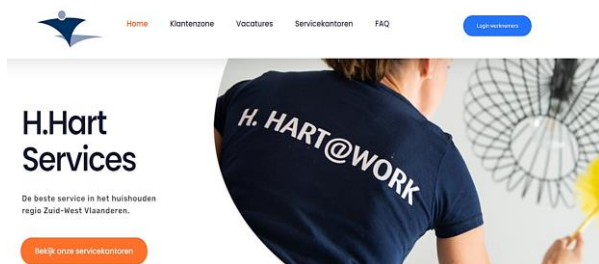 Home Klantenzone Vacatures Servicekantoren FAQ Login werknemers
H.Hart
Services
H. HART@WORK
De beste service in het huishouden
regio Zuid-West Vlaanderen.
Bekijk onze servicekantoren